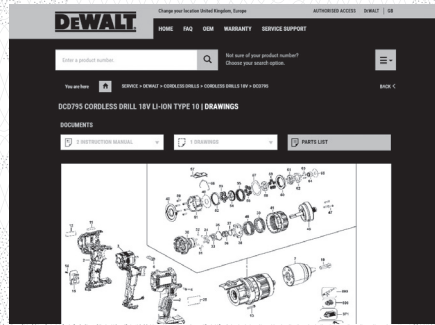 Change your location United Kingdom, Europe
AUTHORISED ACCESS DEWALT GB
DEWALT.
HOME FAQ OEM WARRANTY SERVICE SUPPORT
Enter a product number.
Not sure of your product number?
Choose your search option.
You are here
SERVICE > DEWALT > CORDLESS DRILLS > CORDLESS DRILLS 18V > DCD795
BACK <
DCD795 CORDLESS DRILL 18V LI-ION TYPE 10 | DRAWINGS
DOCUMENTS
2 INSTRUCTION MANUAL
1 DRAWINGS
PARTS LIST